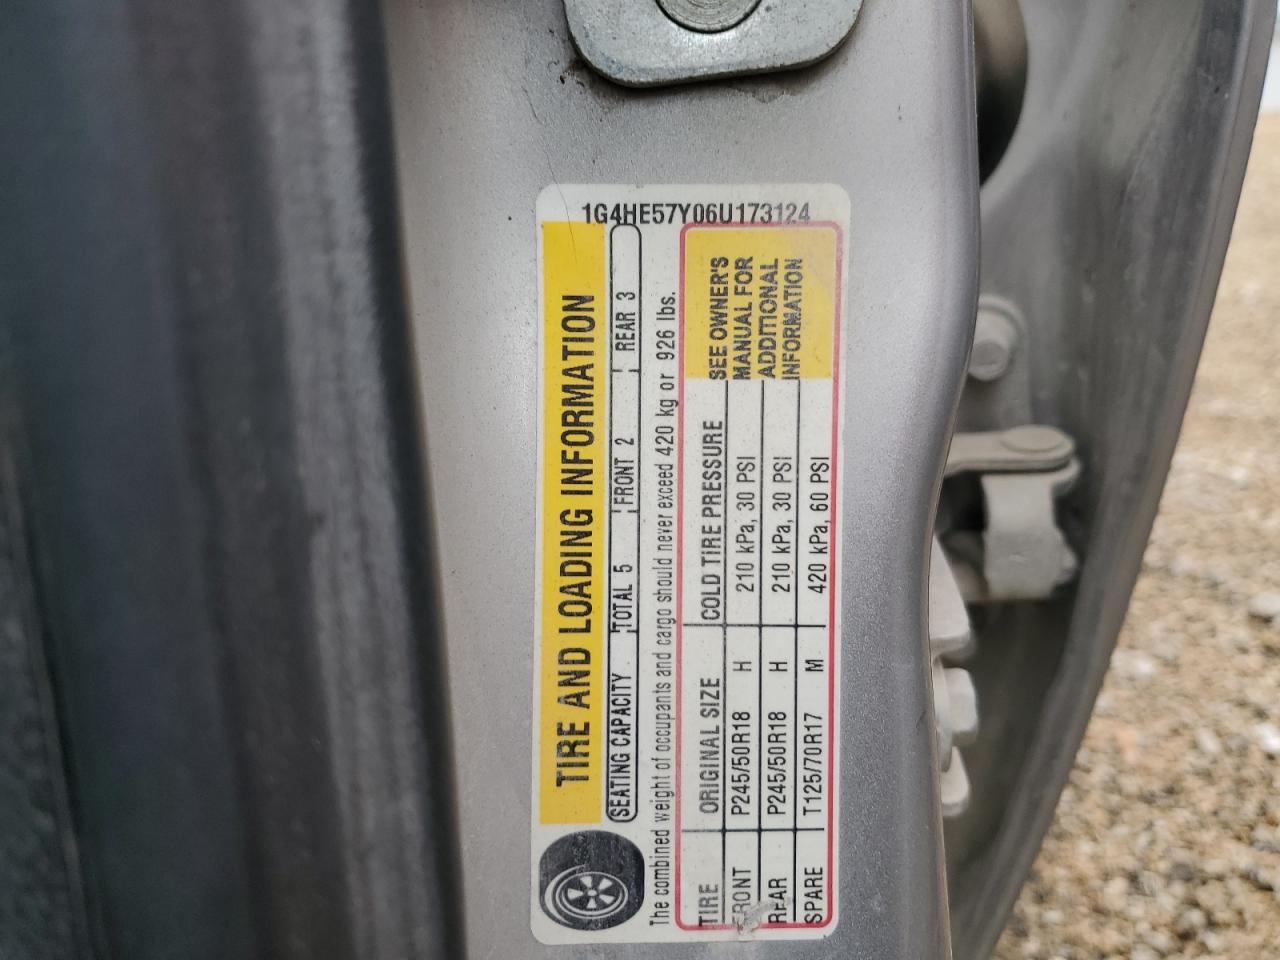 1G4HE57Y06U173124
TIRE AND LOADING INFORMATION
SEATING CAPACITY TOTAL 5 FRONT 2 REAR 3
The combined weight of occupants and cargo should never exceed 420 kg or 926 lbs.
TIRE ORIGINAL SIZE COLD TIRE PRESSURE
FRONT P245/50R18 H 210 kPa, 30 PSI
REAR P245/50R18 H 210 kPa, 30 PSI
SPARE T125/70R17 M 420 kPa, 60 PSI
SEE OWNER'S
MANUAL FOR
ADDITIONAL
INFORMATION